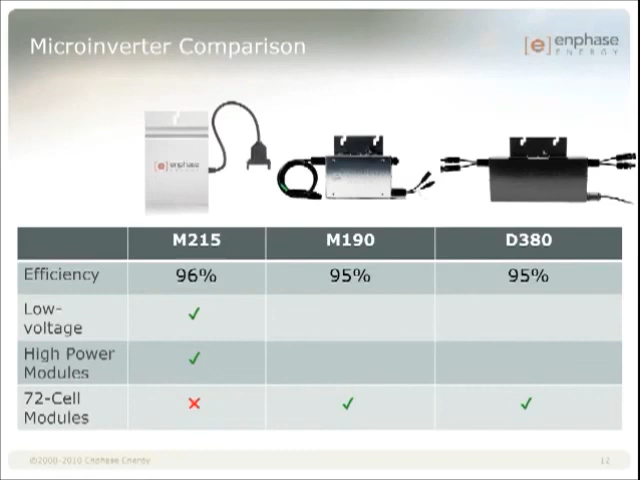 Microinverter Comparison
[e] enphase
ENERGY
[e] enphase
M215 M190 D380
Efficiency 96% 95% 95%
Low-
voltage ✓
High Power
Modules ✓
72-Cell
Modules ✗ ✓ ✓
©2008-2010 Enphase Energy 12